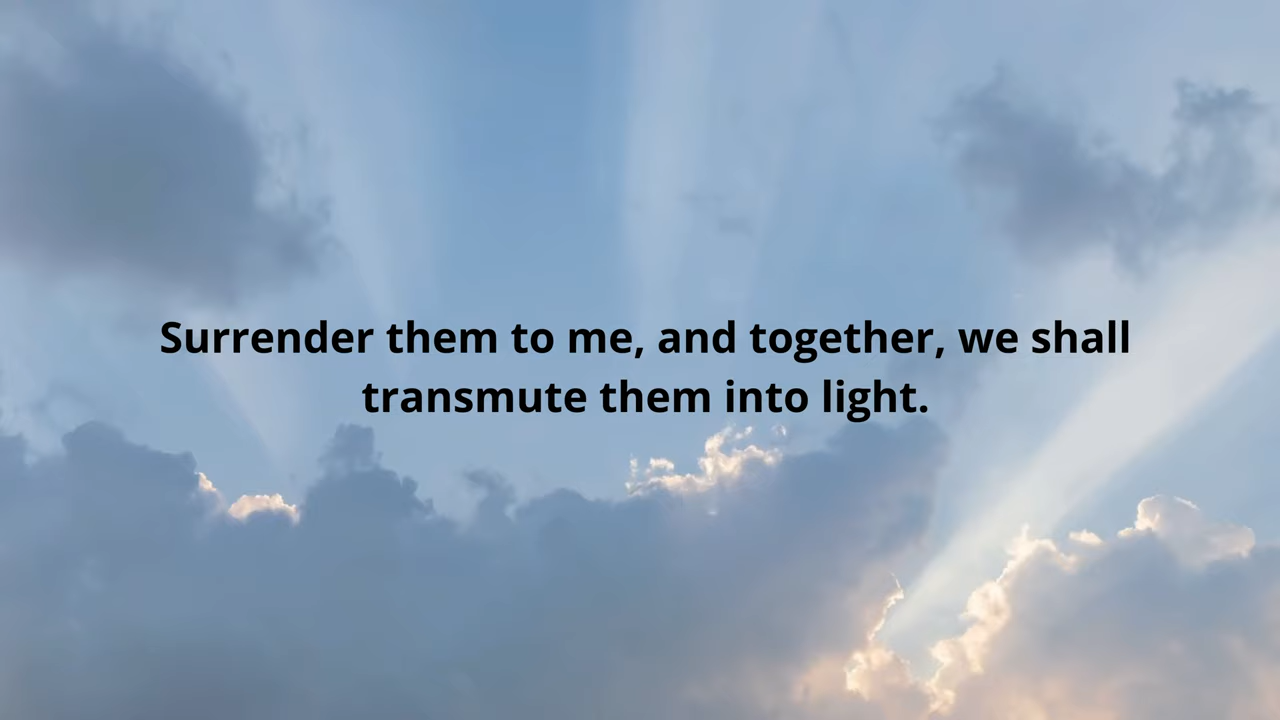 Surrender them to me, and together, we shall
transmute them into light.